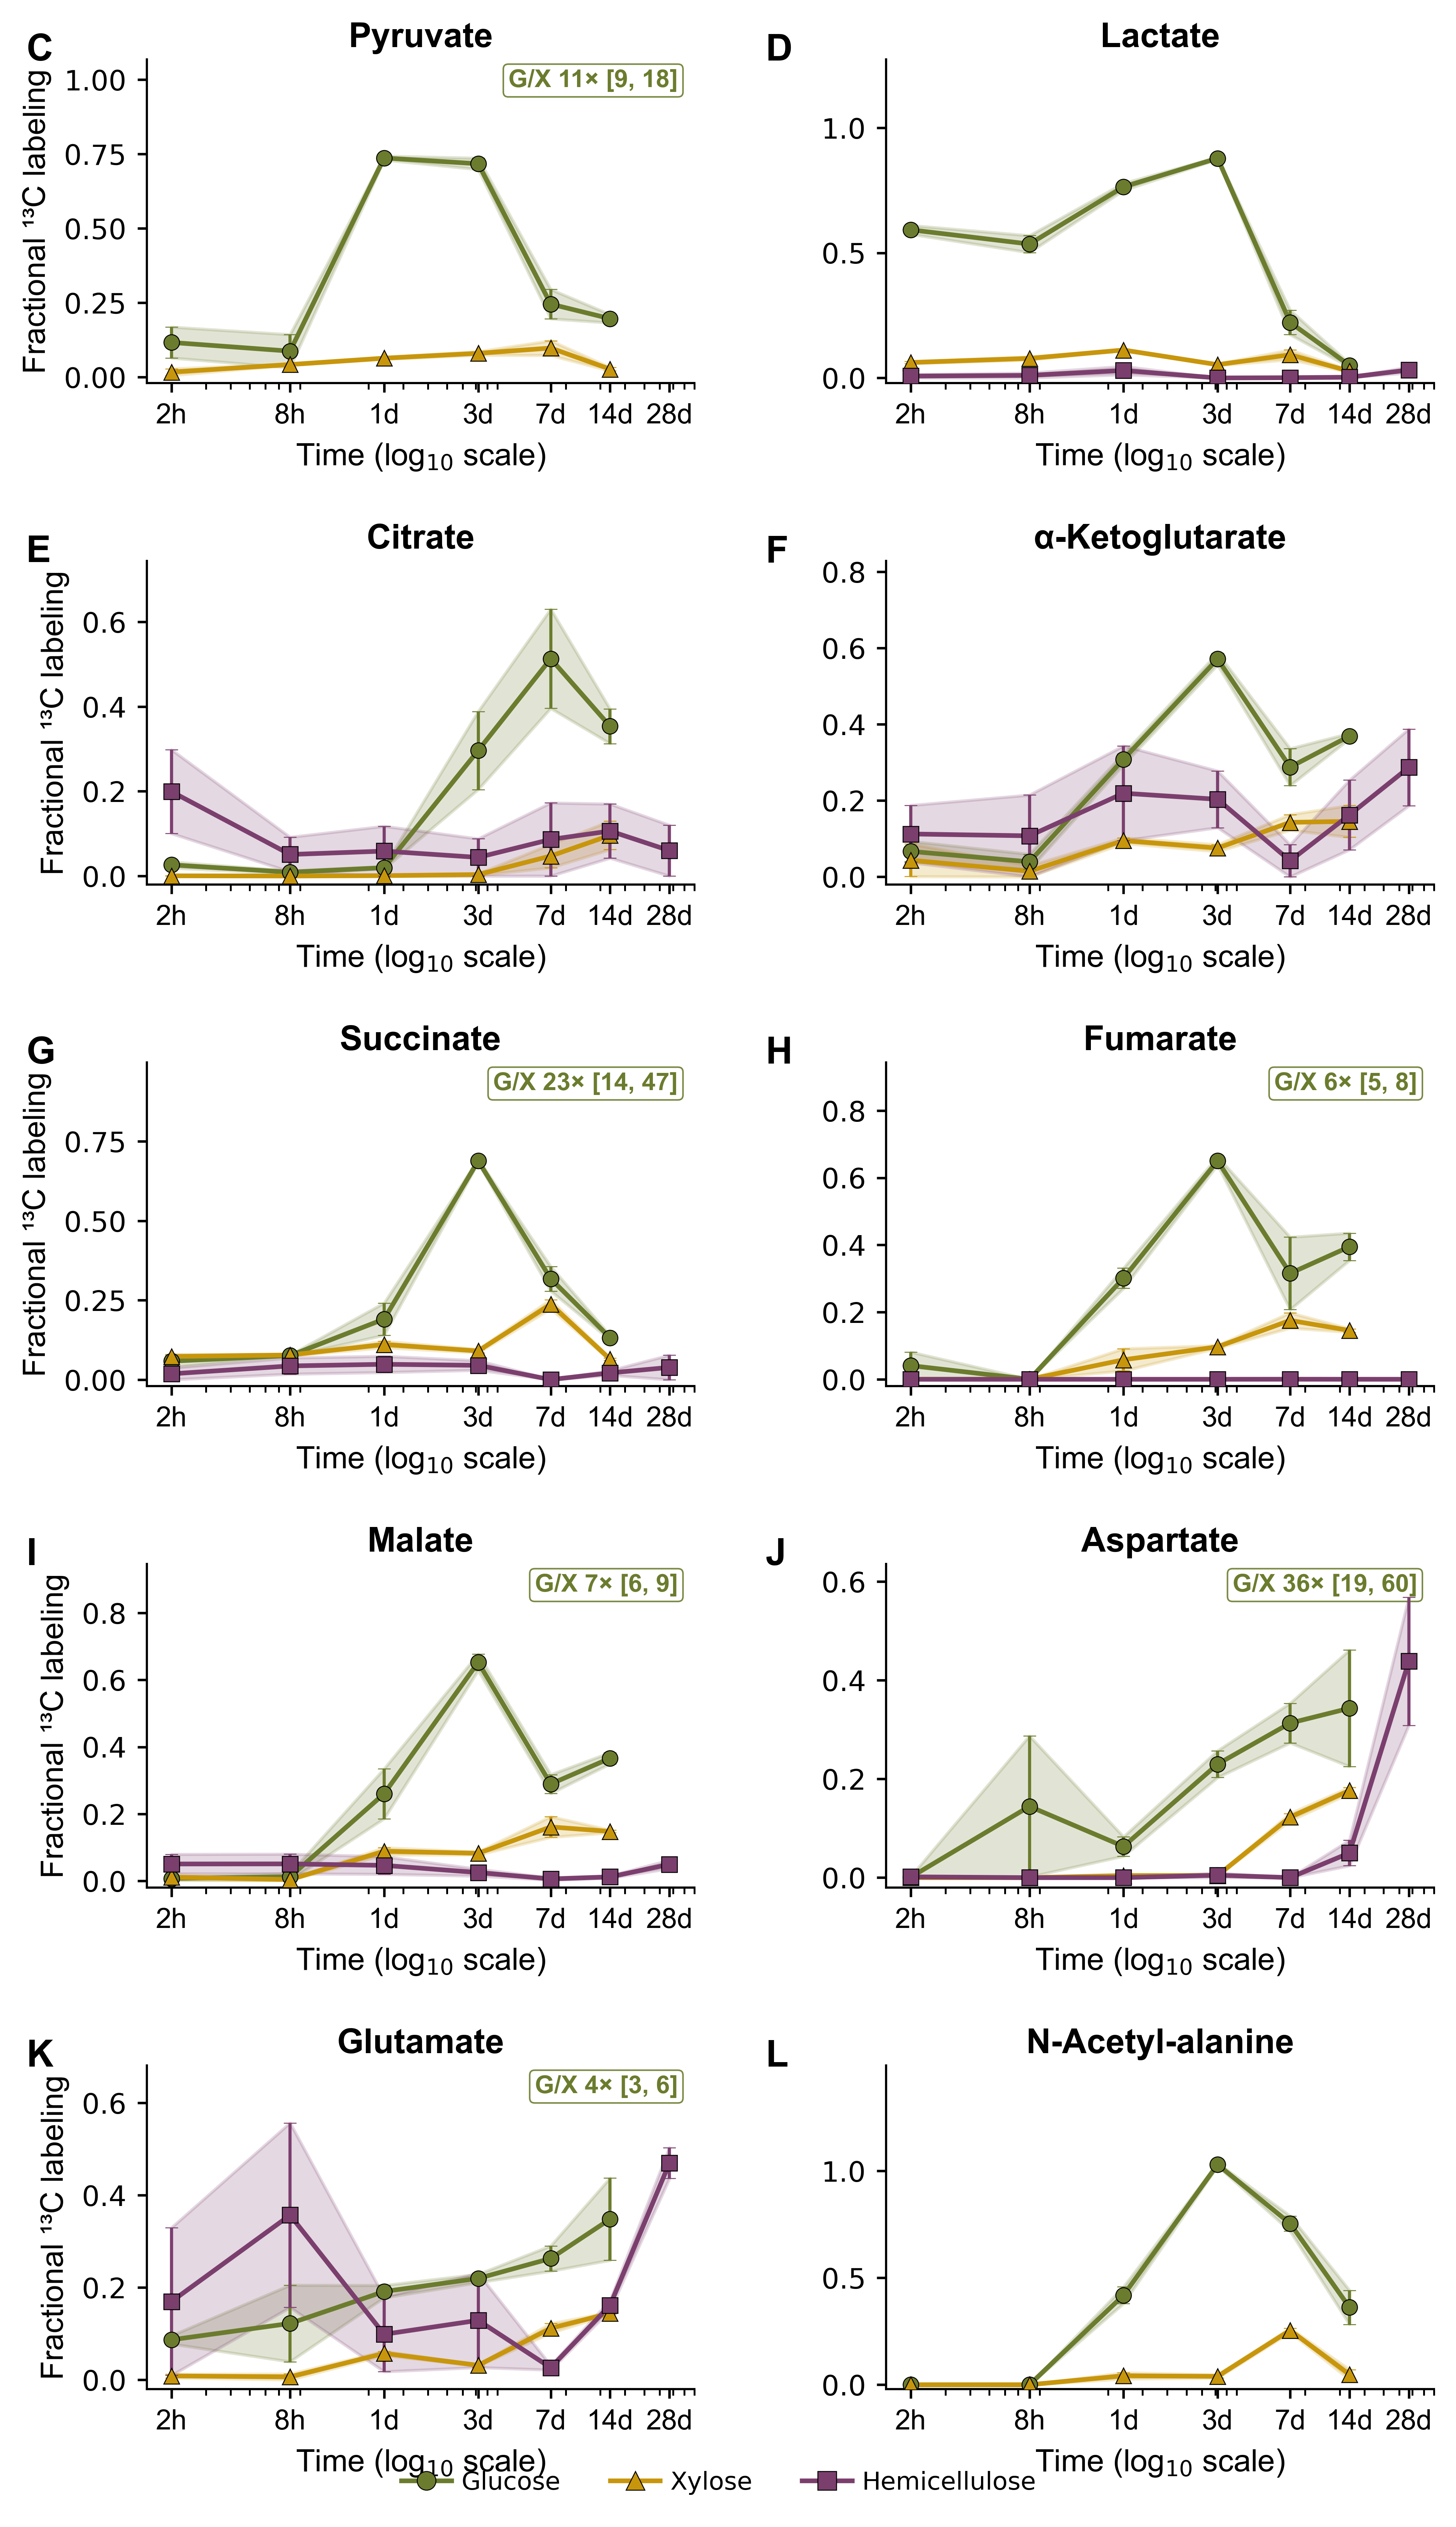 C
Pyruvate
G/X 11× [9, 18]
Fractional ¹³C labeling
1.00
0.75
0.50
0.25
0.00
2h 8h 1d 3d 7d 14d 28d
Time (log₁₀ scale)
D
Lactate
1.0
0.5
0.0
2h 8h 1d 3d 7d 14d 28d
Time (log₁₀ scale)
E
Citrate
Fractional ¹³C labeling
0.6
0.4
0.2
0.0
2h 8h 1d 3d 7d 14d 28d
Time (log₁₀ scale)
F
α-Ketoglutarate
0.8
0.6
0.4
0.2
0.0
2h 8h 1d 3d 7d 14d 28d
Time (log₁₀ scale)
G
Succinate
G/X 23× [14, 47]
Fractional ¹³C labeling
0.75
0.50
0.25
0.00
2h 8h 1d 3d 7d 14d 28d
Time (log₁₀ scale)
H
Fumarate
G/X 6× [5, 8]
0.8
0.6
0.4
0.2
0.0
2h 8h 1d 3d 7d 14d 28d
Time (log₁₀ scale)
I
Malate
G/X 7× [6, 9]
Fractional ¹³C labeling
0.8
0.6
0.4
0.2
0.0
2h 8h 1d 3d 7d 14d 28d
Time (log₁₀ scale)
J
Aspartate
G/X 36× [19, 60]
0.6
0.4
0.2
0.0
2h 8h 1d 3d 7d 14d 28d
Time (log₁₀ scale)
K
Glutamate
G/X 4× [3, 6]
Fractional ¹³C labeling
0.6
0.4
0.2
0.0
2h 8h 1d 3d 7d 14d 28d
Time (log₁₀ scale)
L
N-Acetyl-alanine
1.0
0.5
0.0
2h 8h 1d 3d 7d 14d 28d
Time (log₁₀ scale)
Glucose Xylose Hemicellulose